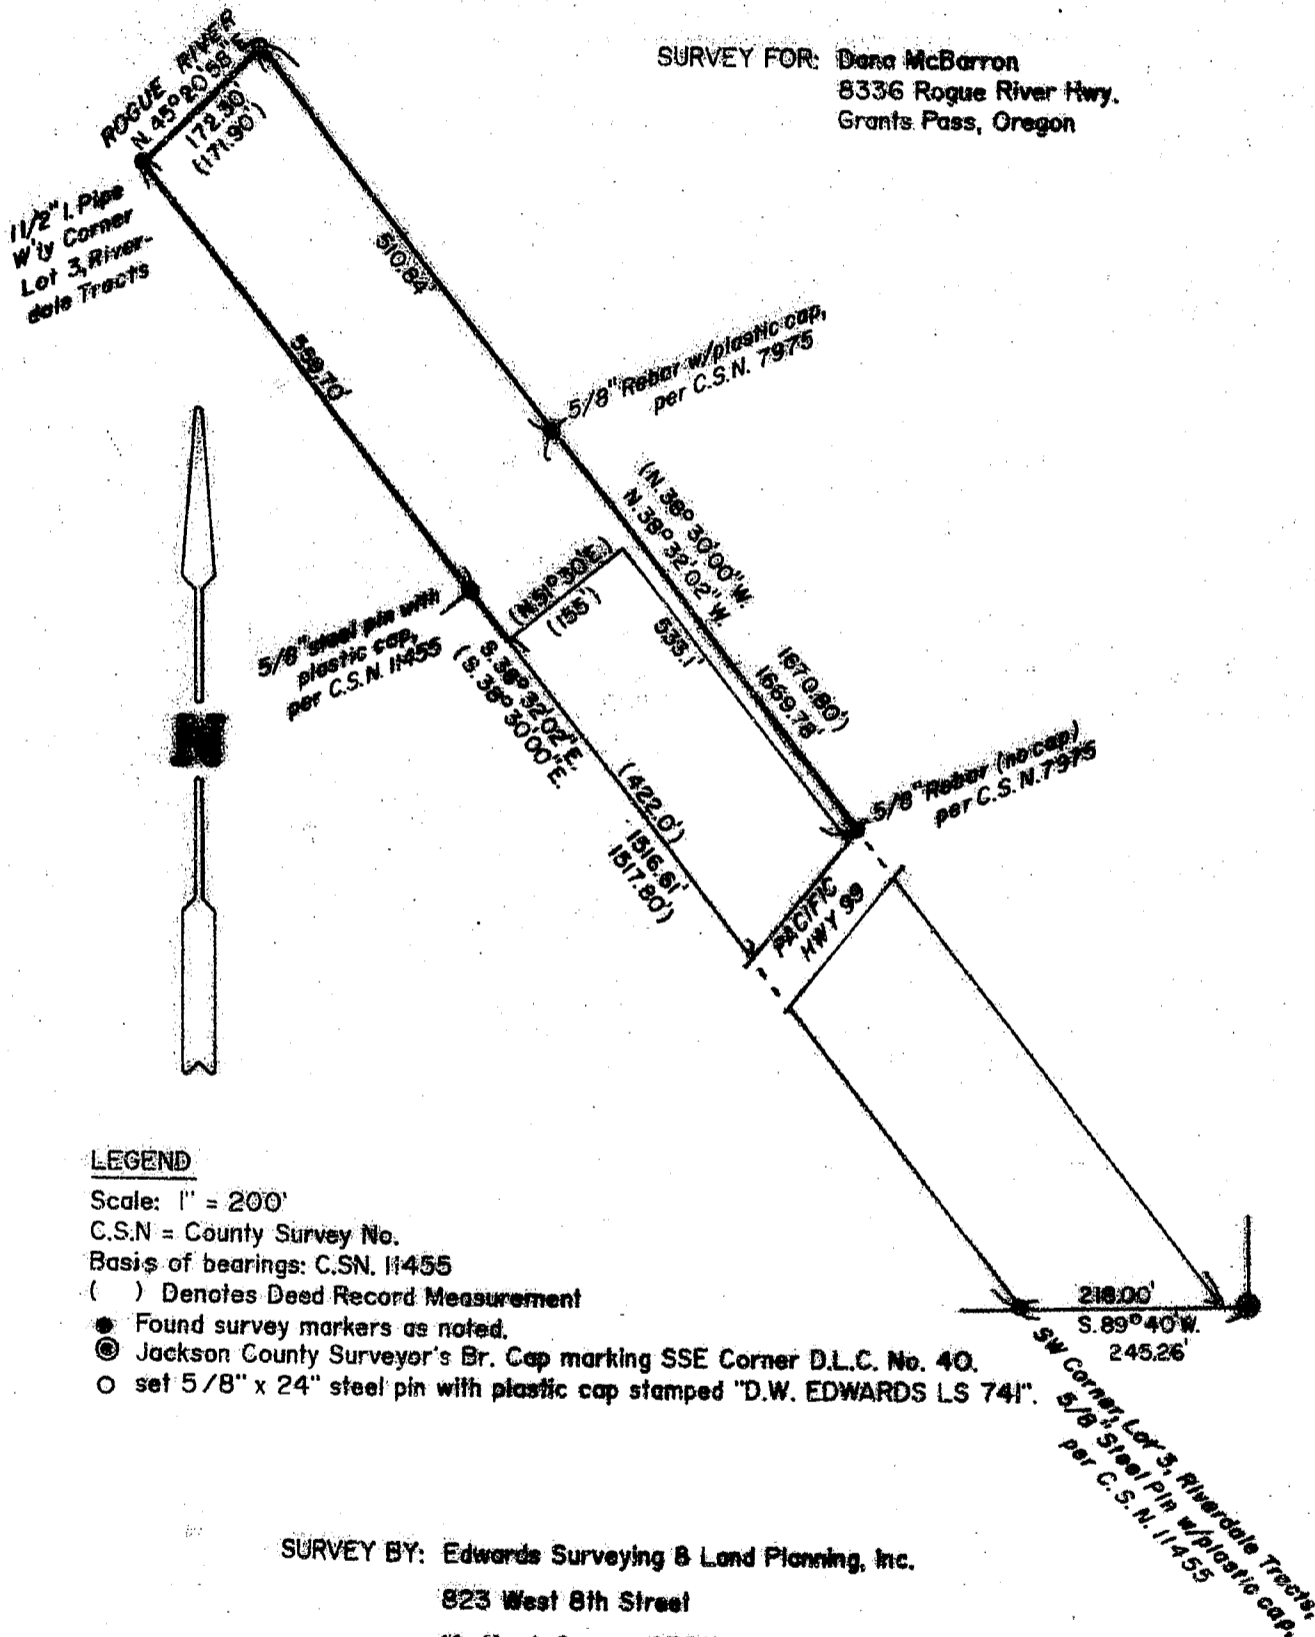 SURVEY FOR: Dana McBarron
8336 Rogue River Hwy.
Grants Pass, Oregon
ROGUE RIVER
N. 45° 20' 58" E
172.30'
(171.90')
1 1/2" I. Pipe
W'ly Corner
Lot 3, River-
dale Tracts
510.84'
5/8" Rebar w/plastic cap,
per C.S.N. 7975
(N. 38° 30' 00" W.
N. 38° 32' 02" W.
(N. 51° 30' E)
(155')
5/8" steel pin with
plastic cap,
per C.S.N. 11455
S. 38° 32' 02" E.
(S. 38° 30' 00" E.
535.1'
1670.80')
1669.78'
5/8" Rebar (no cap)
per C.S.N. 7975
(422.0')
1516.61'
1517.80')
PACIFIC
HWY 99
N
LEGEND
Scale: 1" = 200'
C.S.N = County Survey No.
Basis of bearings: C.SN. 11455
( ) Denotes Deed Record Measurement
Found survey markers as noted.
Jackson County Surveyor's Br. Cap marking SSE Corner D.L.C. No. 40.
set 5/8" x 24" steel pin with plastic cap stamped "D.W. EDWARDS LS 741".
218.00'
S. 89° 40' W.
245.26'
SW Corner, Lot 3, Riverdale Tracts,
5/8" Steel Pin w/plastic cap,
per C.S.N. 11455
SURVEY BY: Edwards Surveying & Land Planning, Inc.
823 West 8th Street